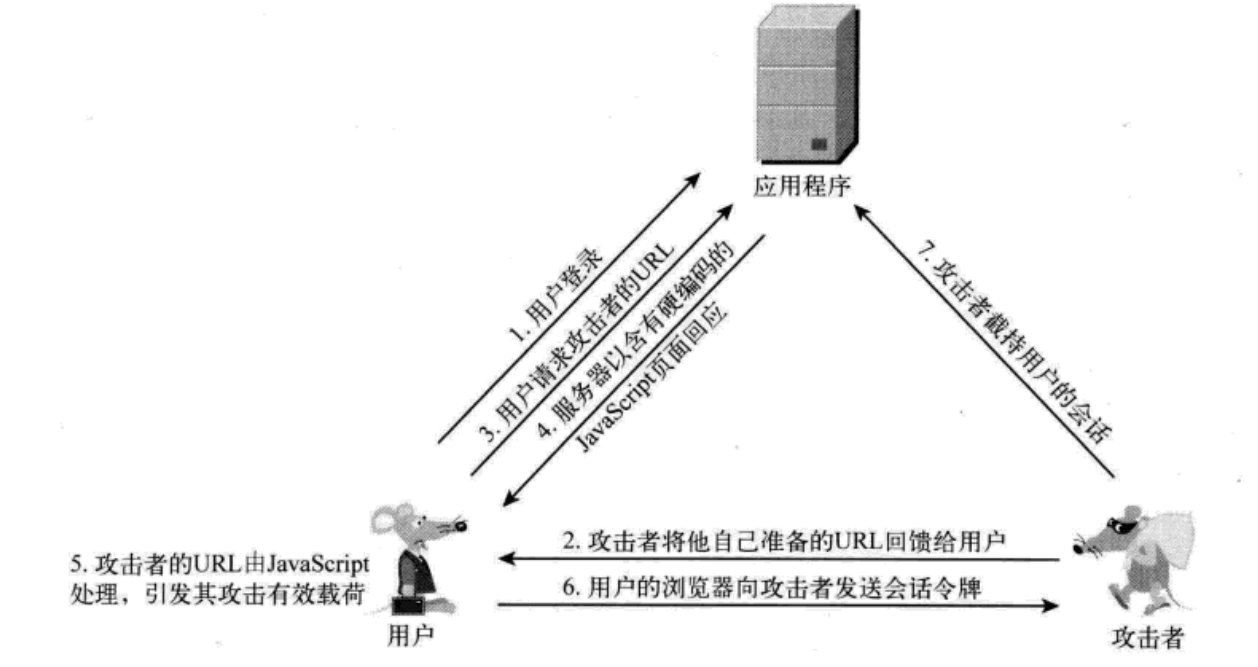 应用程序
1. 用户登录
3. 用户请求攻击者的URL
4. 服务器以含有硬编码的
JavaScript页面回应
7. 攻击者截持用户的会话
2. 攻击者将他自己准备的URL回馈给用户
5. 攻击者的URL由JavaScript
处理，引发其攻击有效载荷
6. 用户的浏览器向攻击者发送会话令牌
用户
攻击者